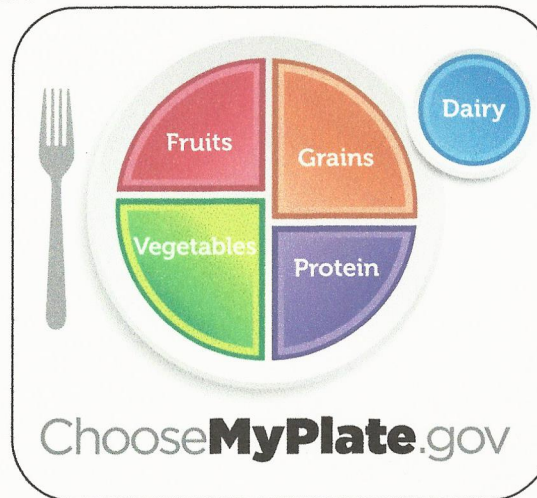 Fruits
Grains
Dairy
Vegetables
Protein
ChooseMyPlate.gov